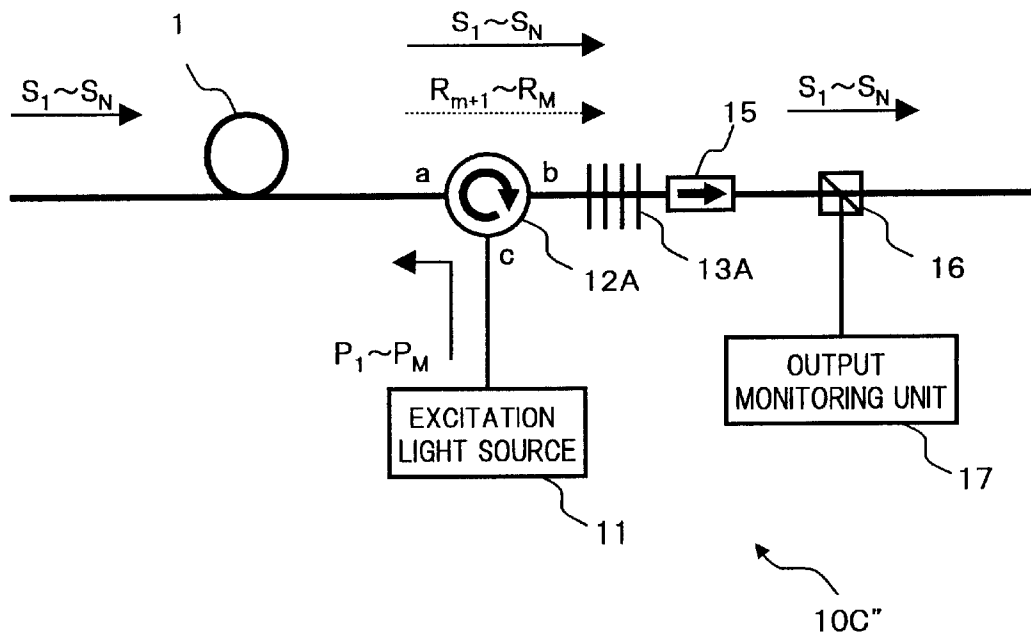 1
S₁~S_N
S₁~S_N
R_{m+1}~R_M
S₁~S_N
15
a
b
c
12A
13A
16
P₁~P_M
EXCITATION
LIGHT SOURCE
11
OUTPUT
MONITORING UNIT
17
10C"